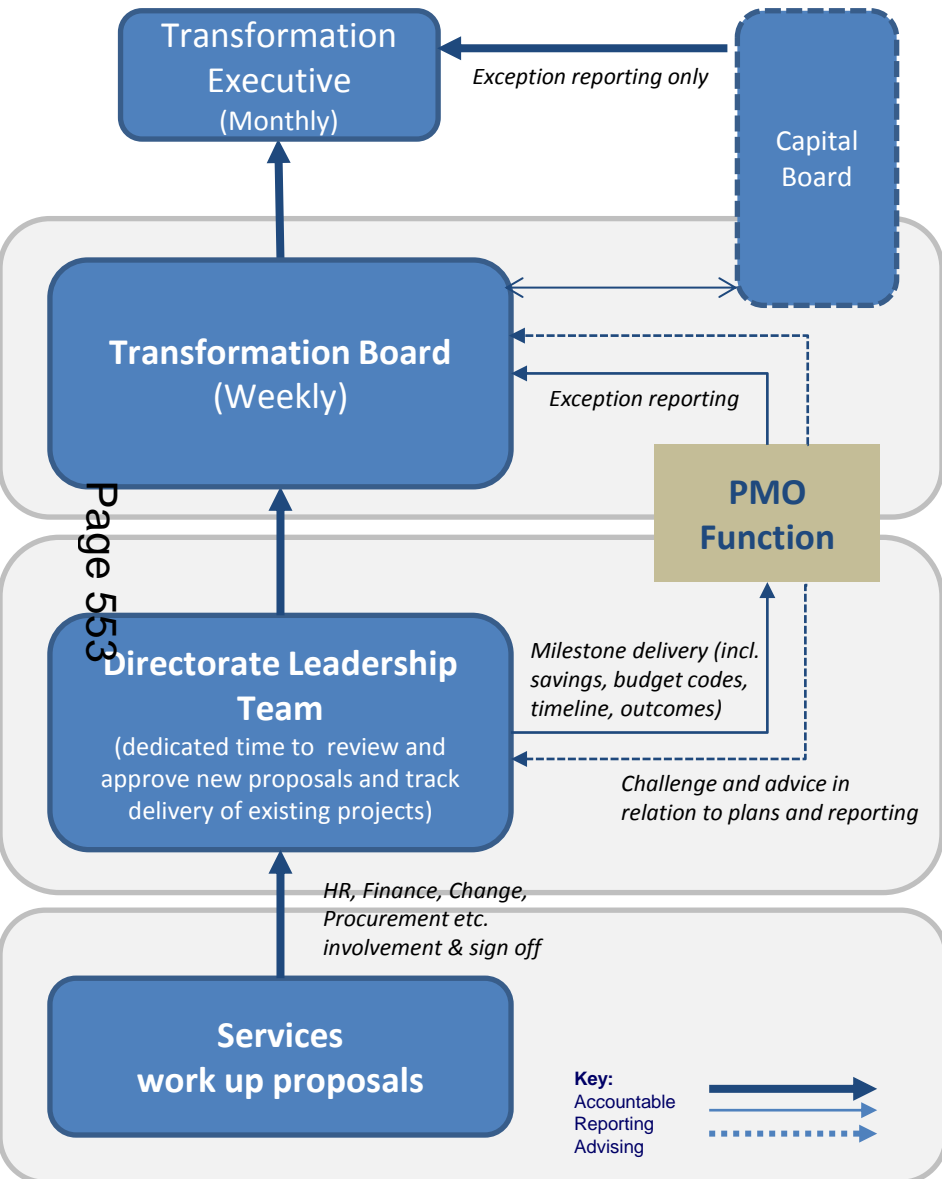 Transformation
Executive
(Monthly)
Exception reporting only
Capital
Board
Transformation Board
(Weekly)
Exception reporting
PMO
Function
Page 553
Directorate Leadership
Team
(dedicated time to review and
approve new proposals and track
delivery of existing projects)
Milestone delivery (incl.
savings, budget codes,
timeline, outcomes)
Challenge and advice in
relation to plans and reporting
HR, Finance, Change,
Procurement etc.
involvement & sign off
Services
work up proposals
Key:
Accountable
Reporting
Advising